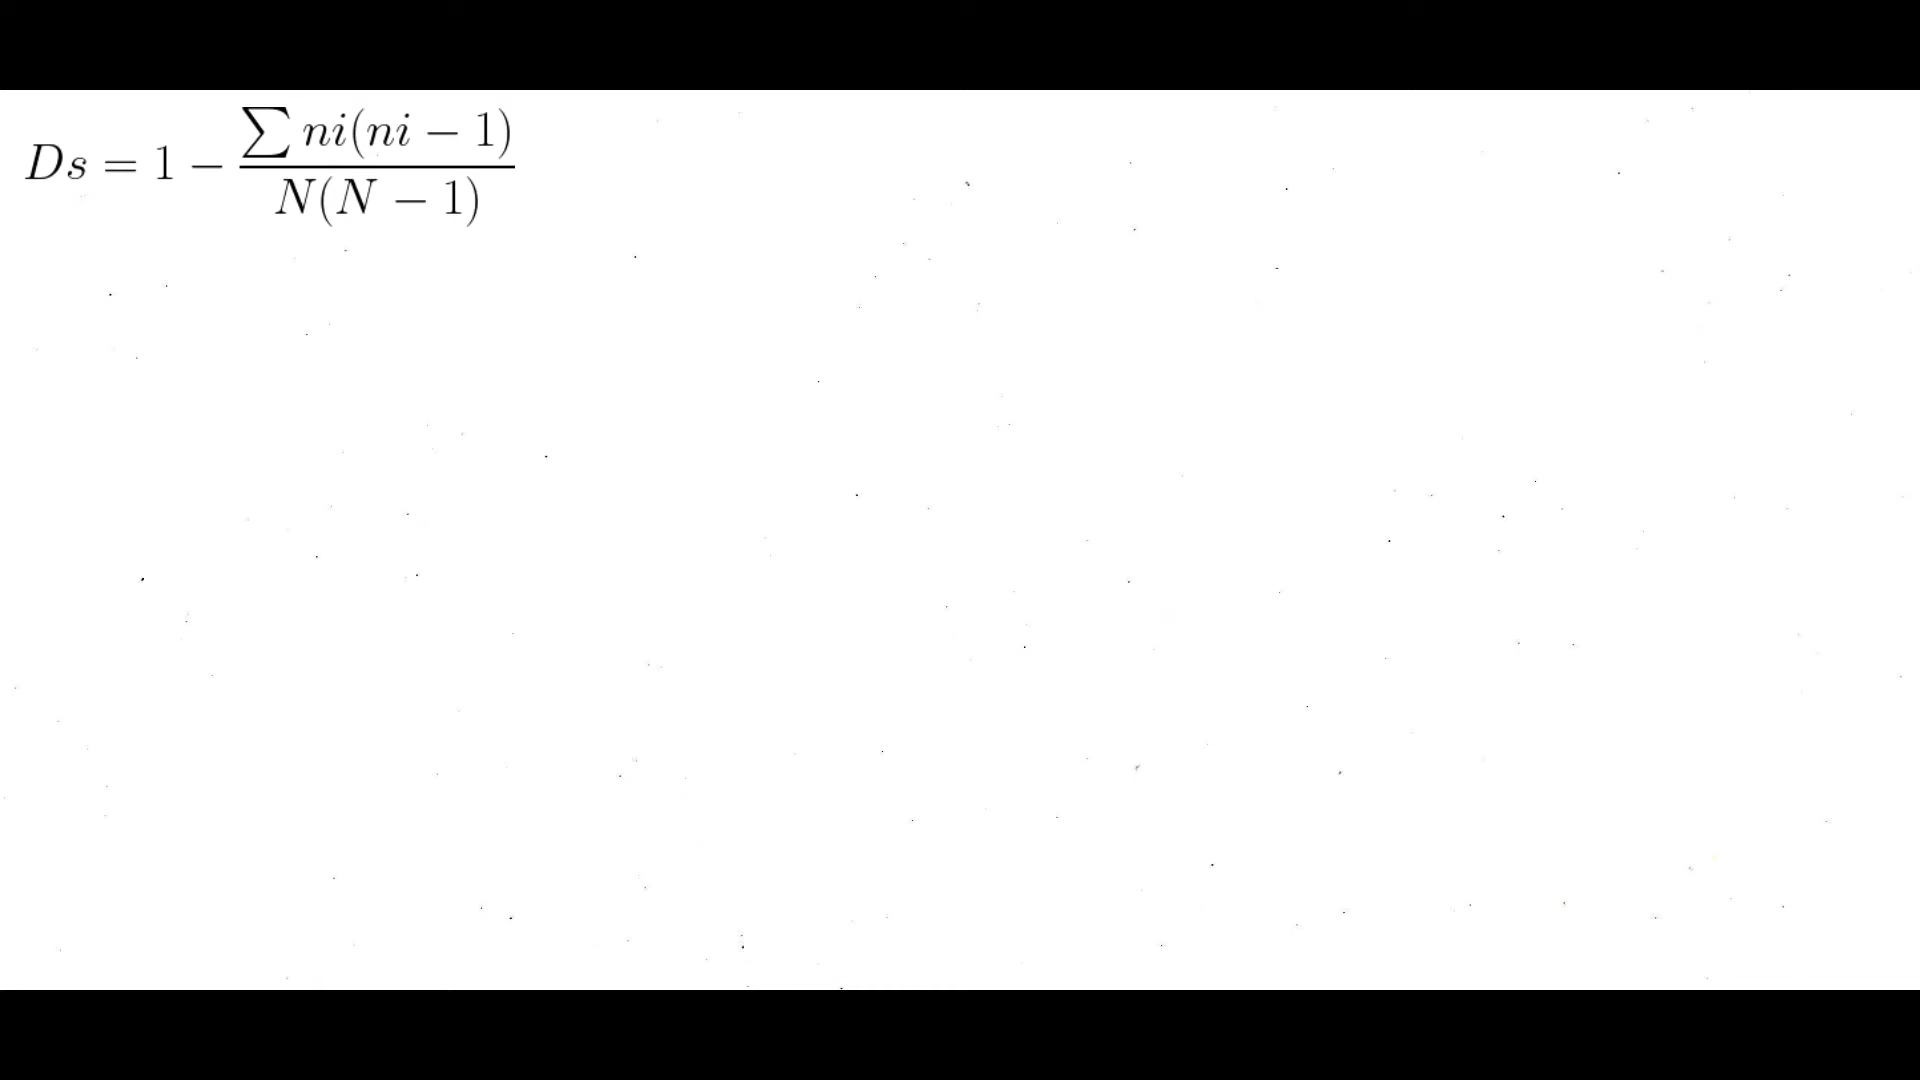 Ds = 1 − ∑ ni(ni − 1) / N(N − 1)